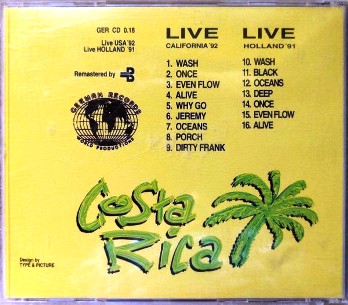 GER CD 0.18
Live USA '92
Live HOLLAND '91
Remastered by B
GERMAN RECORDS
WORLD PRODUCTIONS
LIVE
CALIFORNIA '92
1. WASH
2. ONCE
3. EVEN FLOW
4. ALIVE
5. WHY GO
6. JEREMY
7. OCEANS
8. PORCH
9. DIRTY FRANK
LIVE
HOLLAND '91
10. WASH
11. BLACK
12. OCEANS
13. DEEP
14. ONCE
15. EVEN FLOW
16. ALIVE
Costa
Rica
Design by
TYPE & PICTURE